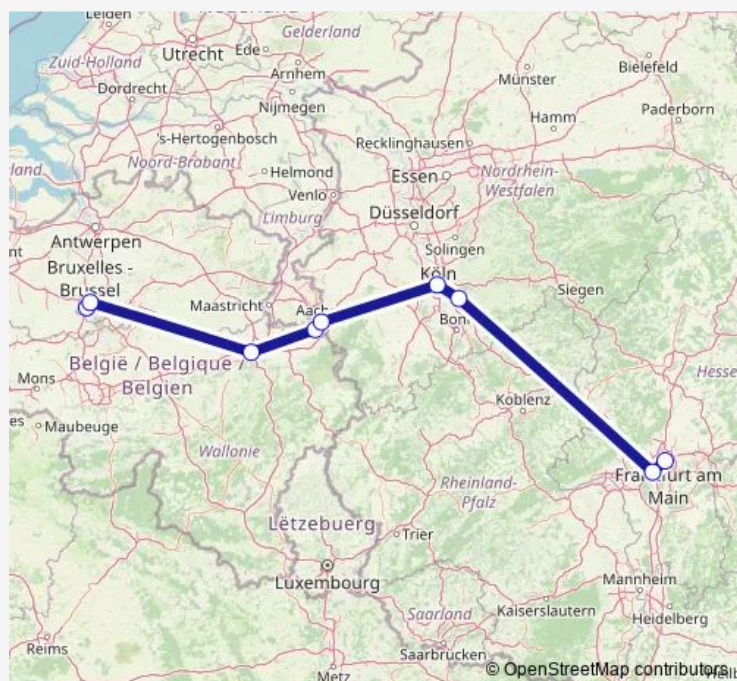 Leiden
Utrecht
Ede
Gelderland
Zuid-Holland
Arnhem
Münster
Bielefeld
Dordrecht
Nijmegen
Paderborn
's-Hertogenbosch
Hamm
Recklinghausen
Noord-Brabant
Helmond
Essen
Nordrhein-
Westfalen
Venlo
Limburg
Düsseldorf
Antwerpen
Solingen
Bruxelles -
Brussel
Köln
Maastricht
Siegen
België / Belgique /
Belgien
Mons
Hesse
Koblenz
Maubeuge
Wallonie
Frankfurt am
Main
Rheinland-
Pfalz
Lëtzebuerg
Trier
Luxembourg
Mannheim
Kaiserslautern
Saarland
Heidelberg
Reims
Saarbrücken
Metz
© OpenStreetMap contributors